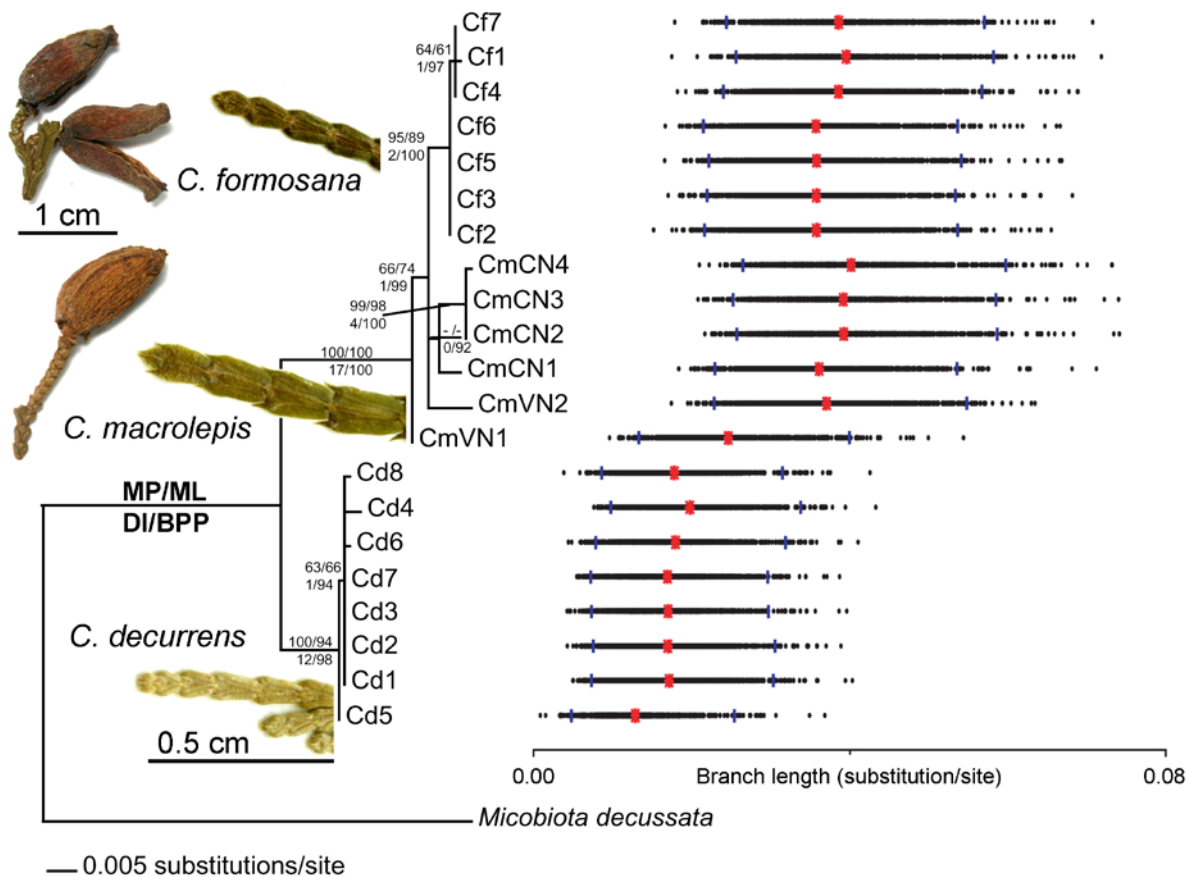 Cf7
64/61
1/97
Cf1
Cf4
95/89
2/100
Cf6
Cf5
C. formosana
Cf3
1 cm
Cf2
66/74
1/99
CmCN4
99/98
4/100
CmCN3
- /-
0/92
CmCN2
100/100
17/100
CmCN1
CmVN2
C. macrolepis
CmVN1
Cd8
MP/ML
DI/BPP
Cd4
Cd6
63/66
1/94
Cd7
Cd3
C. decurrens
100/94
12/98
Cd2
Cd1
Cd5
0.5 cm
0.00
Branch length (substitution/site)
0.08
Micobiota decussata
0.005 substitutions/site